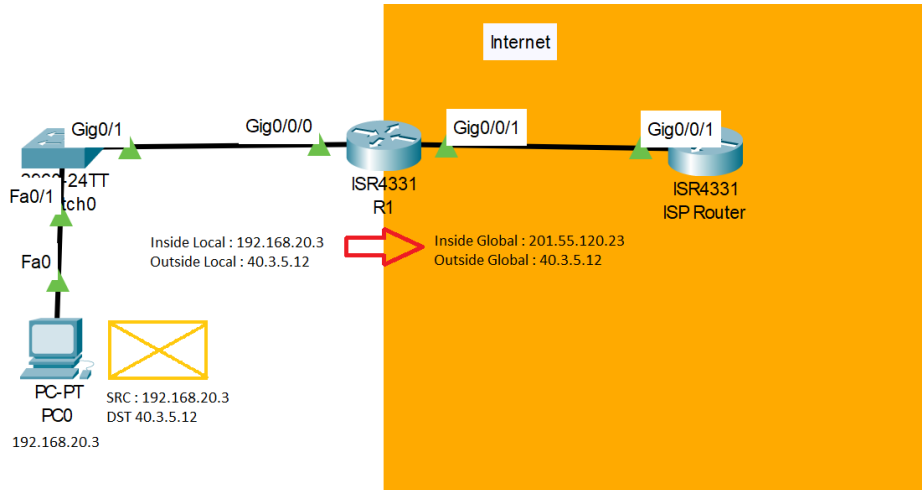 Internet
Gig0/1
Gig0/0/0
Gig0/0/1
Gig0/0/1
-24TT
Fa0/1
tch0
ISR4331
R1
ISR4331
ISP Router
Inside Local : 192.168.20.3
Outside Local : 40.3.5.12
Inside Global : 201.55.120.23
Outside Global : 40.3.5.12
Fa0
PC-PT
PC0
192.168.20.3
SRC : 192.168.20.3
DST 40.3.5.12